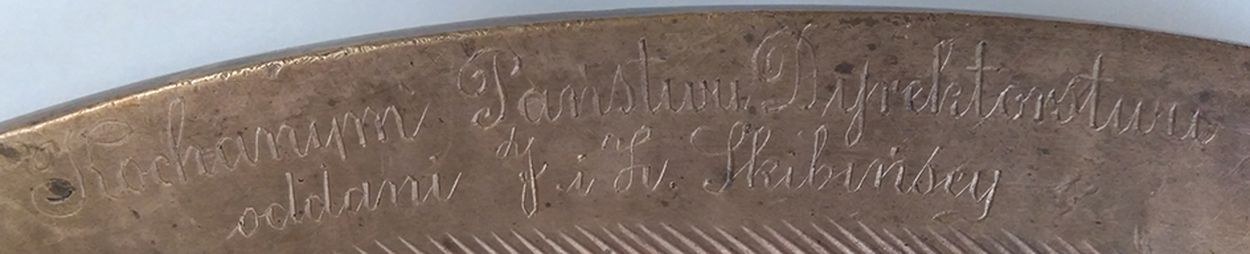 Kochanym Państwu Dyrektorstwu
oddani J. i H. Skibińscy